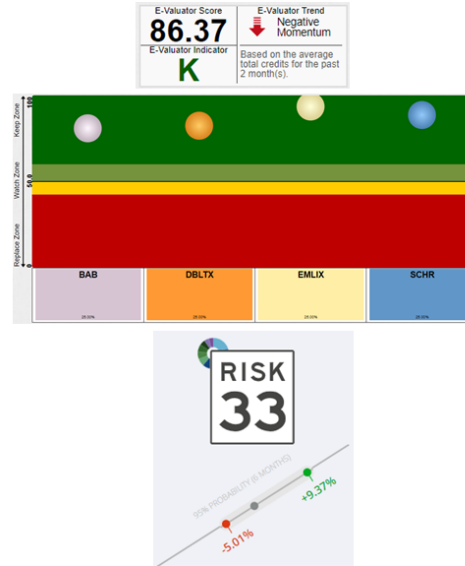 E-Valuator Score
86.37
E-Valuator Indicator
K
E-Valuator Trend
Negative
Momentum
Based on the average
total credits for the past
2 month(s).
100
Keep Zone
50.0
Watch Zone
0
Replace Zone
BAB
25.00%
DBLTX
25.00%
EMLIX
25.00%
SCHR
25.00%
RISK
33
95% PROBABILITY (6 MONTHS)
-5.01%
+9.37%